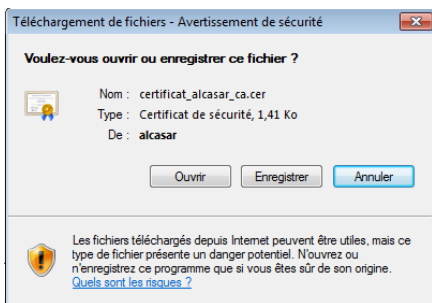 Téléchargement de fichiers - Avertissement de sécurité
Voulez-vous ouvrir ou enregistrer ce fichier ?
Nom : certificat_alcasar_ca.cer
Type : Certificat de sécurité, 1,41 Ko
De : alcasar
Ouvrir Enregistrer Annuler
Les fichiers téléchargés depuis Internet peuvent être utiles, mais ce
type de fichier présente un danger potentiel. N'ouvrez ou
n'enregistrez ce programme que si vous êtes sûr de son origine.
Quels sont les risques ?